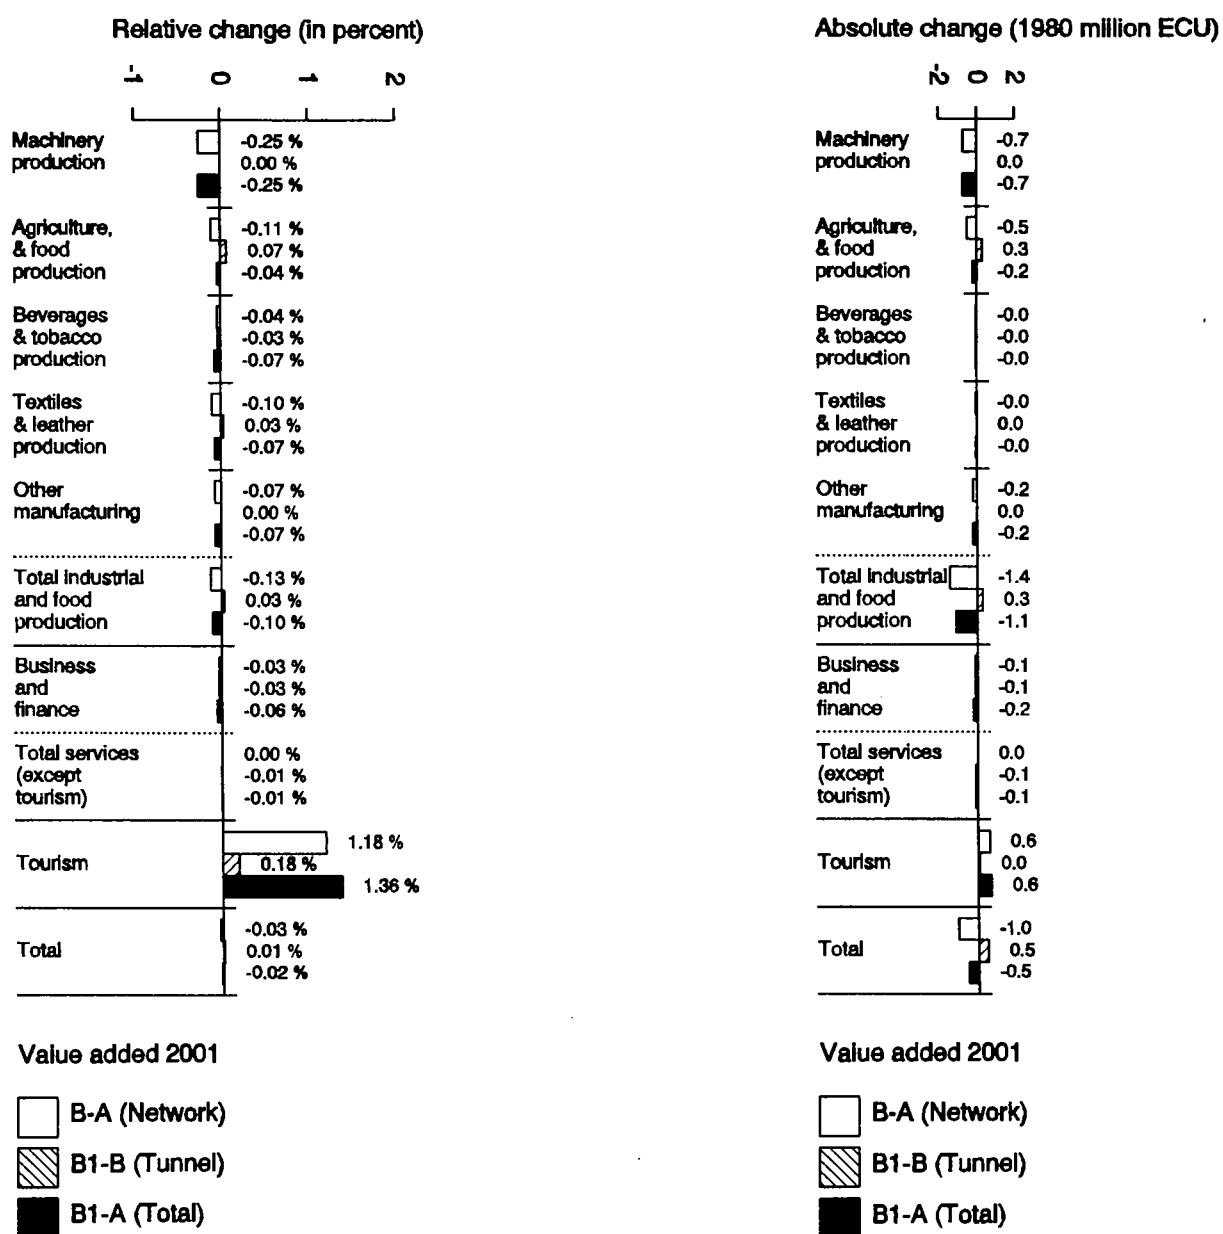 Relative change (in percent)
-1 0 1 2
Machinery
production
-0.25 %
0.00 %
-0.25 %
Agriculture,
& food
production
-0.11 %
0.07 %
-0.04 %
Beverages
& tobacco
production
-0.04 %
-0.03 %
-0.07 %
Textiles
& leather
production
-0.10 %
0.03 %
-0.07 %
Other
manufacturing
-0.07 %
0.00 %
-0.07 %
Total industrial
and food
production
-0.13 %
0.03 %
-0.10 %
Business
and
finance
-0.03 %
-0.03 %
-0.06 %
Total services
(except
tourism)
0.00 %
-0.01 %
-0.01 %
Tourism
1.18 %
0.18 %
1.36 %
Total
-0.03 %
0.01 %
-0.02 %
Value added 2001
B-A (Network)
B1-B (Tunnel)
B1-A (Total)
Absolute change (1980 million ECU)
-2 0 2
Machinery
production
-0.7
0.0
-0.7
Agriculture,
& food
production
-0.5
0.3
-0.2
Beverages
& tobacco
production
-0.0
-0.0
-0.0
Textiles
& leather
production
-0.0
0.0
-0.0
Other
manufacturing
-0.2
0.0
-0.2
Total industrial
and food
production
-1.4
0.3
-1.1
Business
and
finance
-0.1
-0.1
-0.2
Total services
(except
tourism)
0.0
-0.1
-0.1
Tourism
0.6
0.0
0.6
Total
-1.0
0.5
-0.5
Value added 2001
B-A (Network)
B1-B (Tunnel)
B1-A (Total)